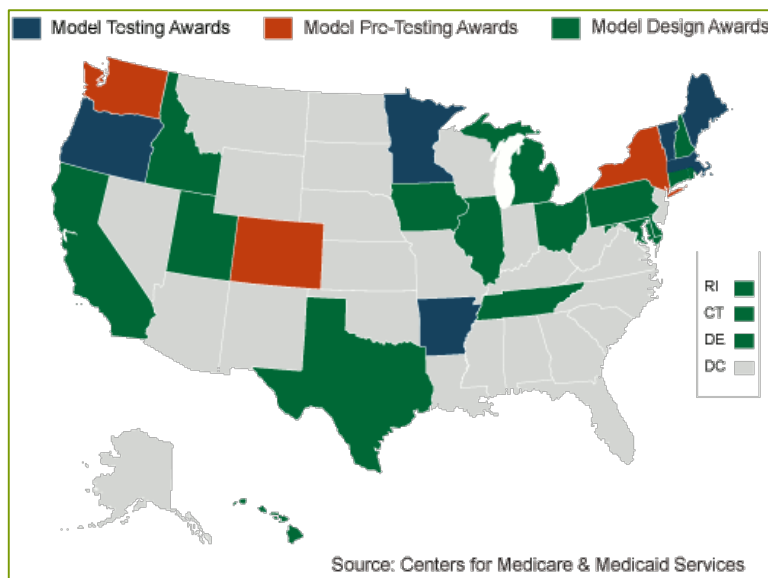 Model Testing Awards Model Pre-Testing Awards Model Design Awards
RI
CT
DE
DC
Source: Centers for Medicare & Medicaid Services